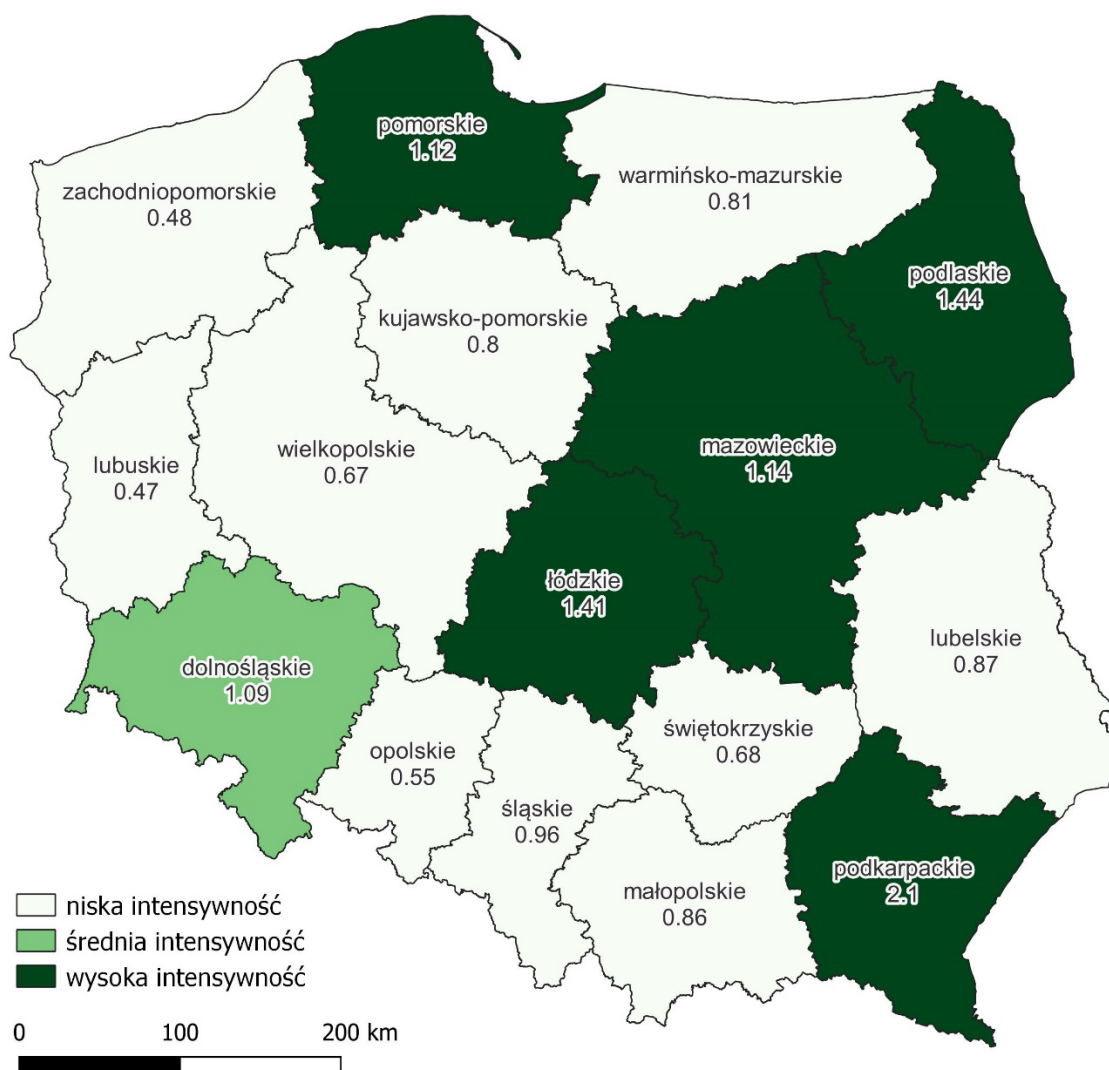 pomorskie
1.12
zachodniopomorskie
0.48
warmińsko-mazurskie
0.81
podlaskie
1.44
kujawsko-pomorskie
0.8
mazowieckie
1.14
wielkopolskie
0.67
lubuskie
0.47
łódzkie
1.41
lubelskie
0.87
dolnośląskie
1.09
świętokrzyskie
0.68
opolskie
0.55
śląskie
0.96
podkarpackie
2.1
małopolskie
0.86
niska intensywność
średnia intensywność
wysoka intensywność
0 100 200 km